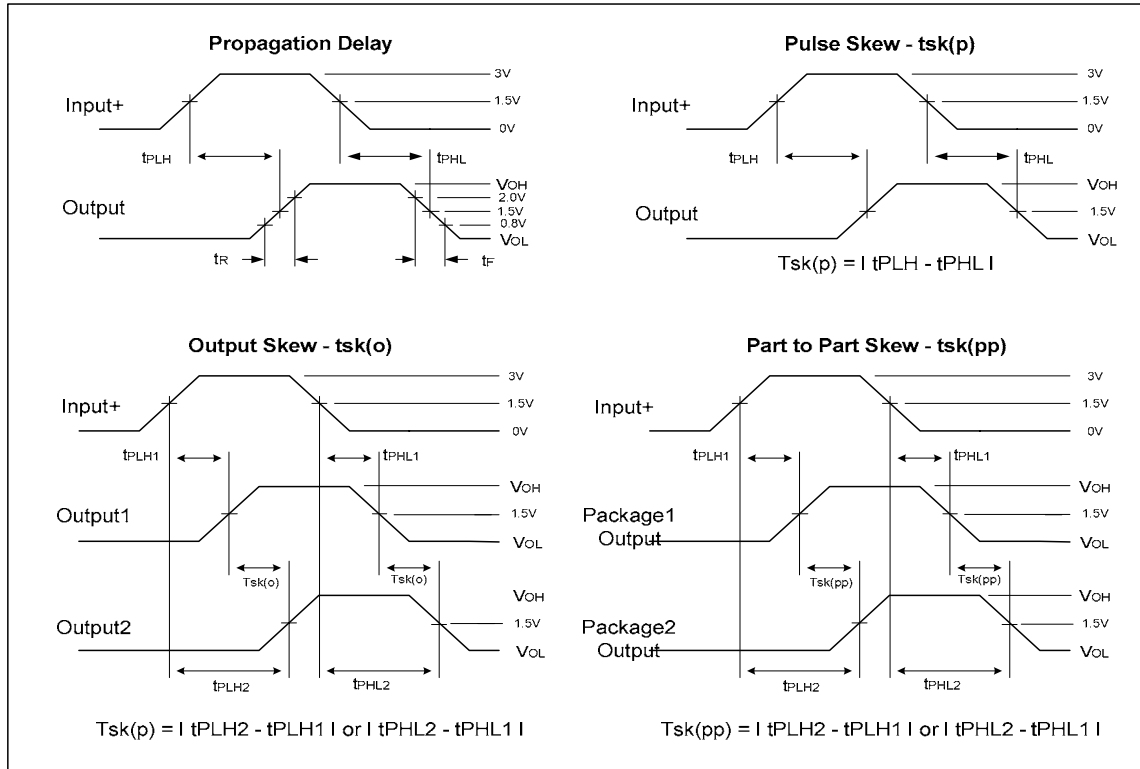 Propagation Delay
Input+
3V
1.5V
0V
tPLH
tPHL
Output
VOH
2.0V
1.5V
0.8V
VOL
tR
tF
Pulse Skew - tsk(p)
Input+
3V
1.5V
0V
tPLH
tPHL
Output
VOH
1.5V
VOL
Tsk(p) = I tPLH - tPHL I
Output Skew - tsk(o)
Input+
3V
1.5V
0V
tPLH1
tPHL1
Output1
VOH
1.5V
VOL
Tsk(o)
Tsk(o)
Output2
VOH
1.5V
VOL
tPLH2
tPHL2
Tsk(p) = I tPLH2 - tPLH1 I or I tPHL2 - tPHL1 I
Part to Part Skew - tsk(pp)
Input+
3V
1.5V
0V
tPLH1
tPHL1
Package1
Output
VOH
1.5V
VOL
Tsk(pp)
Tsk(pp)
Package2
Output
VOH
1.5V
VOL
tPLH2
tPHL2
Tsk(pp) = I tPLH2 - tPLH1 I or I tPHL2 - tPHL1 I